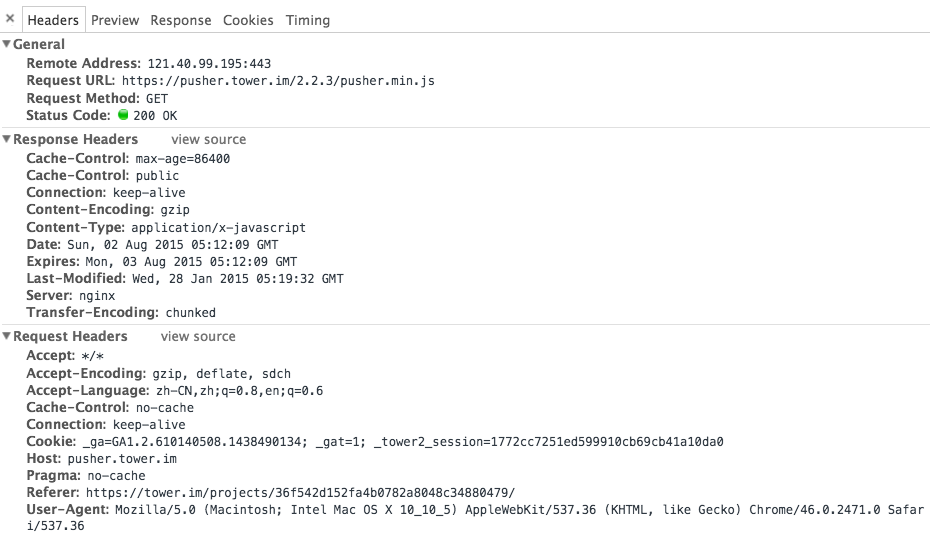 × Headers Preview Response Cookies Timing
▼General
Remote Address: 121.40.99.195:443
Request URL: https://pusher.tower.im/2.2.3/pusher.min.js
Request Method: GET
Status Code: 200 OK
▼Response Headers view source
Cache-Control: max-age=86400
Cache-Control: public
Connection: keep-alive
Content-Encoding: gzip
Content-Type: application/x-javascript
Date: Sun, 02 Aug 2015 05:12:09 GMT
Expires: Mon, 03 Aug 2015 05:12:09 GMT
Last-Modified: Wed, 28 Jan 2015 05:19:32 GMT
Server: nginx
Transfer-Encoding: chunked
▼Request Headers view source
Accept: */*
Accept-Encoding: gzip, deflate, sdch
Accept-Language: zh-CN,zh;q=0.8,en;q=0.6
Cache-Control: no-cache
Connection: keep-alive
Cookie: _ga=GA1.2.610140508.1438490134; _gat=1; _tower2_session=1772cc7251ed599910cb69cb41a10da0
Host: pusher.tower.im
Pragma: no-cache
Referer: https://tower.im/projects/36f542d152fa4b0782a8048c34880479/
User-Agent: Mozilla/5.0 (Macintosh; Intel Mac OS X 10_10_5) AppleWebKit/537.36 (KHTML, like Gecko) Chrome/46.0.2471.0 Safar
i/537.36